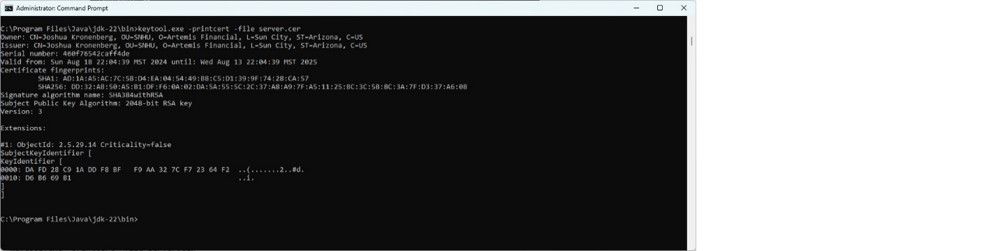 Administrator: Command Prompt
C:\Program Files\Java\jdk-22\bin>keytool.exe -printcert -file server.cer
Owner: CN=Joshua Kronenberg, OU=SNHU, O=Artemis Financial, L=Sun City, ST=Arizona, C=US
Issuer: CN=Joshua Kronenberg, OU=SNHU, O=Artemis Financial, L=Sun City, ST=Arizona, C=US
Serial number: 460f76542caff4de
Valid from: Sun Aug 18 22:04:39 MST 2024 until: Wed Aug 13 22:04:39 MST 2025
Certificate fingerprints:
SHA1: AD:1A:A5:AC:7C:5B:D4:EA:04:54:49:B8:C5:D1:39:9F:74:28:CA:57
SHA256: DD:32:A8:50:A5:B1:DF:F6:0A:02:DA:5A:55:5C:2C:37:A8:A9:7F:A5:11:25:BC:3C:58:8C:3A:7F:D3:37:A6:08
Signature algorithm name: SHA384withRSA
Subject Public Key Algorithm: 2048-bit RSA key
Version: 3
Extensions:
#1: ObjectId: 2.5.29.14 Criticality=false
SubjectKeyIdentifier [
KeyIdentifier [
0000: DA FD 28 C9 1A DD F8 BF   F9 AA 32 7C F7 23 64 F2  ..(.......2..#d.
0010: D6 B6 69 B1                                        ..i.
]
]
C:\Program Files\Java\jdk-22\bin>